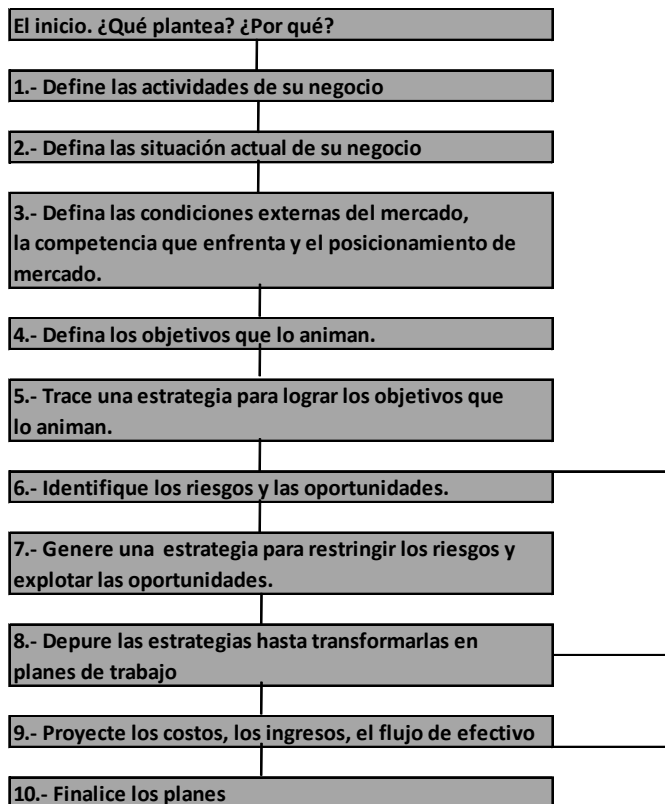 El inicio. ¿Qué plantea? ¿Por qué?
1.- Define las actividades de su negocio
2.- Defina las situación actual de su negocio
3.- Defina las condiciones externas del mercado,
la competencia que enfrenta y el posicionamiento de
mercado.
4.- Defina los objetivos que lo animan.
5.- Trace una estrategia para lograr los objetivos que
lo animan.
6.- Identifique los riesgos y las oportunidades.
7.- Genere una estrategia para restringir los riesgos y
explotar las oportunidades.
8.- Depure las estrategias hasta transformarlas en
planes de trabajo
9.- Proyecte los costos, los ingresos, el flujo de efectivo
10.- Finalice los planes